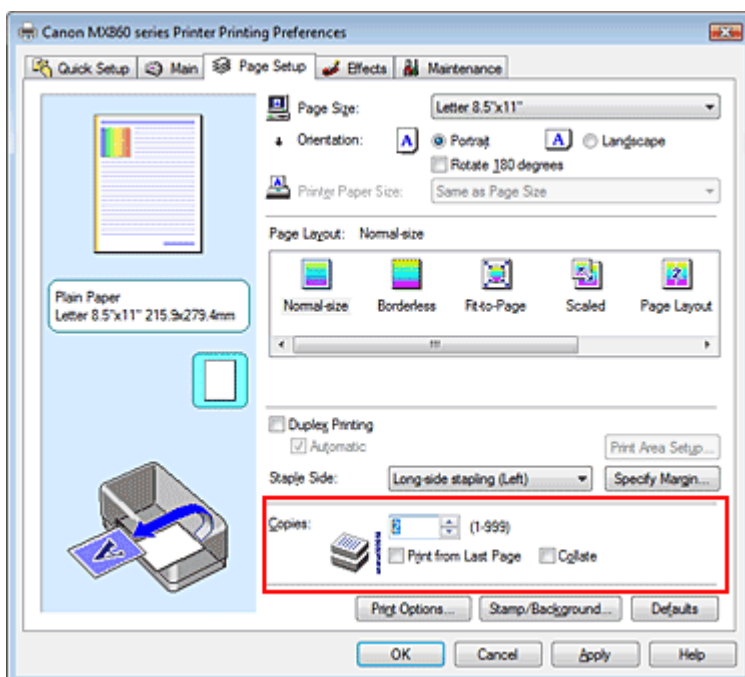 Canon MX860 series Printer Printing Preferences
Quick Setup Main Page Setup Effects Maintenance
Page Size: Letter 8.5"x11"
Orientation: A Portrait A Landscape
Rotate 180 degrees
Printer Paper Size: Same as Page Size
Page Layout: Normal-size
Normal-size Borderless Fit-to-Page Scaled Page Layout
Plain Paper
Letter 8.5"x11" 215.9x279.4mm
Duplex Printing
Automatic
Print Area Setup...
Staple Side: Long-side stapling (Left) Specify Margin...
Copies: 2 (1-999)
Print from Last Page Collate
Print Options... Stamp/Background... Defaults
OK Cancel Apply Help